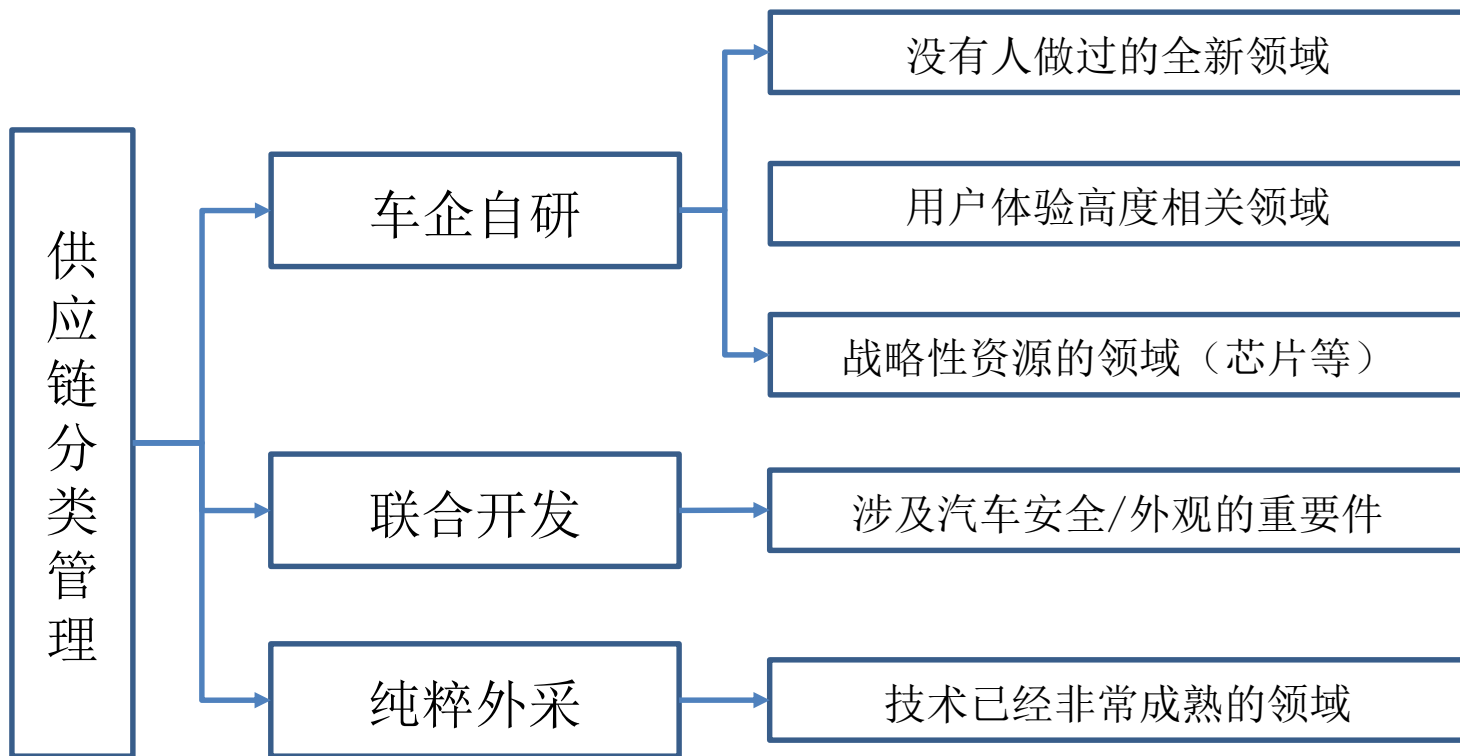 供应链分类管理
车企自研
没有人做过的全新领域
用户体验高度相关领域
战略性资源的领域（芯片等）
联合开发
涉及汽车安全/外观的重要件
纯粹外采
技术已经非常成熟的领域